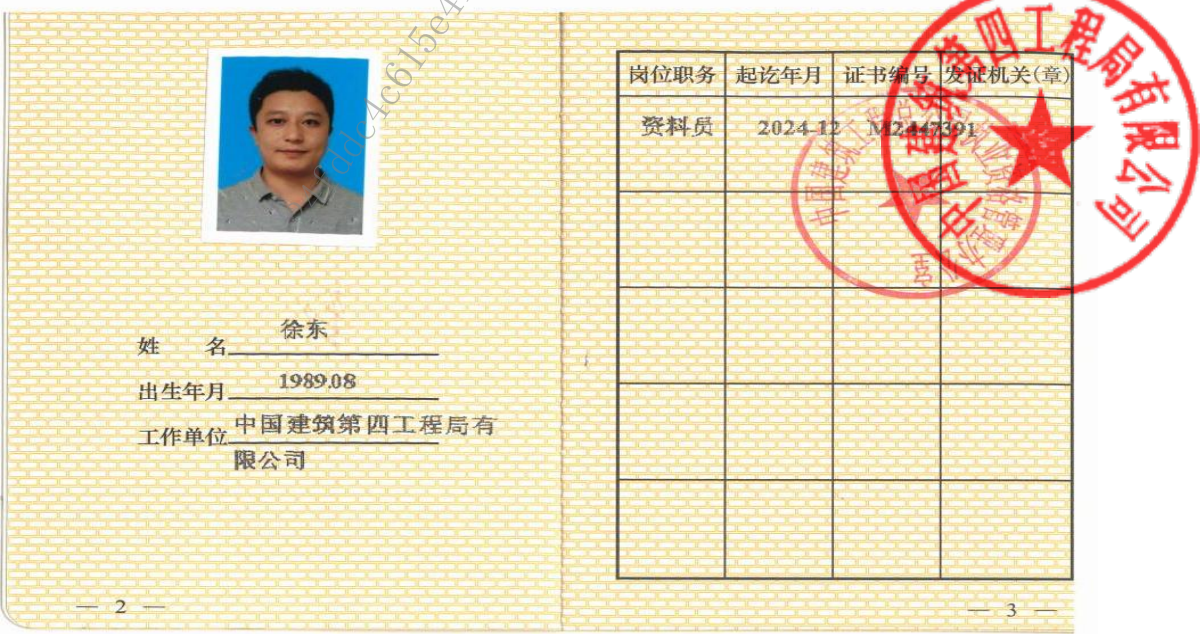 姓 名 徐东
出生年月 1989.08
工作单位 中国建筑第四工程局有
限公司
— 2 —
岗位职务 起讫年月 证书编号 发证机关(章)
资料员 2024-12 M2447391
中国建筑第四工程局有限公司
— 3 —